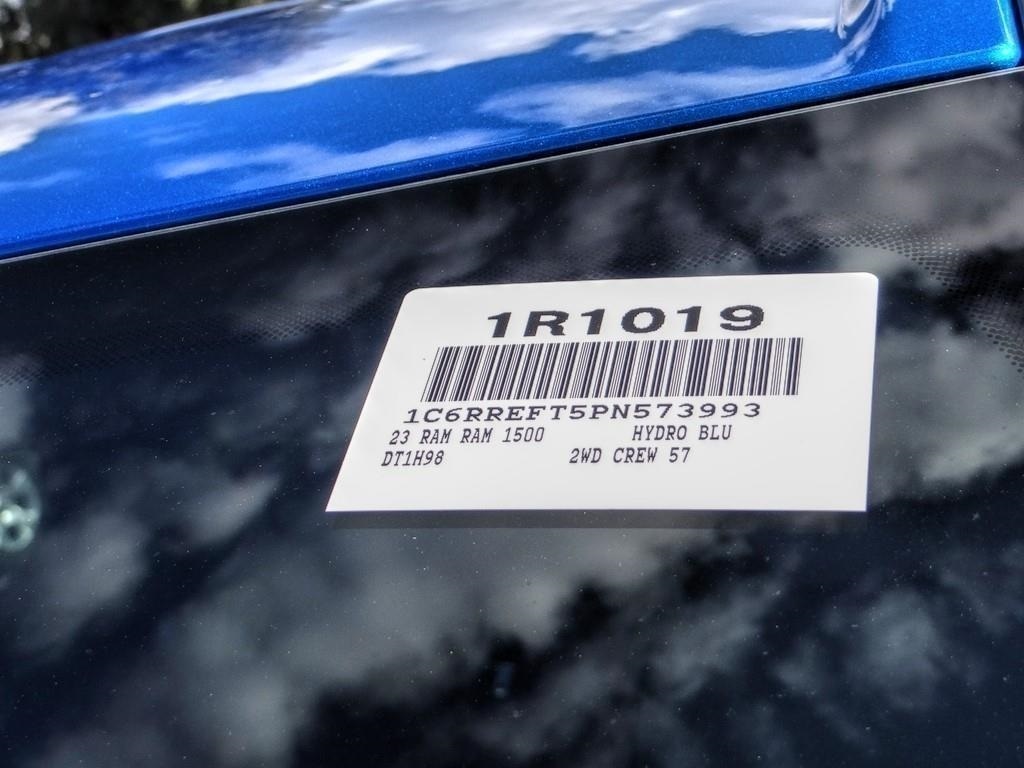 1R1019
1C6RREFT5PN573993
23 RAM RAM 1500 HYDRO BLU
DT1H98 2WD CREW 57